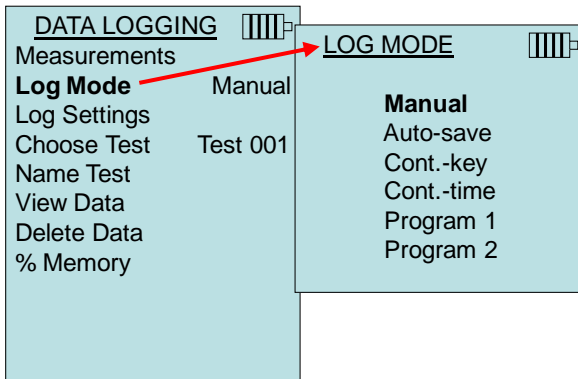 DATA LOGGING
Measurements
Log Mode Manual
Log Settings
Choose Test Test 001
Name Test
View Data
Delete Data
% Memory
LOG MODE
Manual
Auto-save
Cont.-key
Cont.-time
Program 1
Program 2